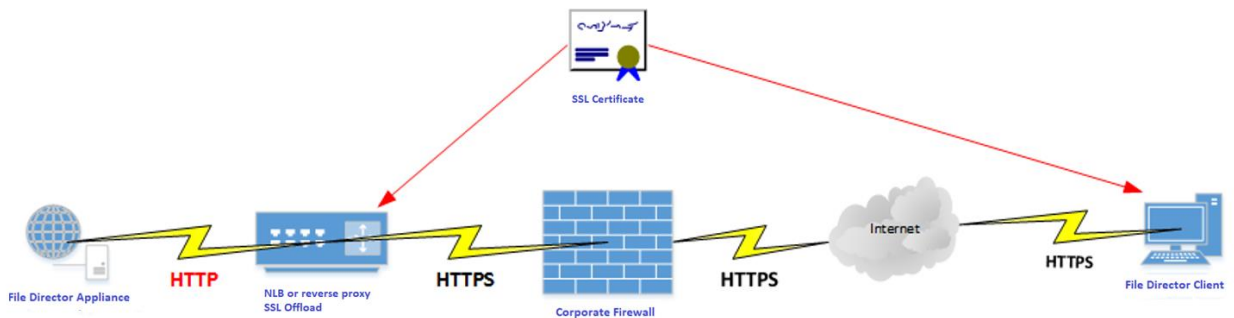 SSL Certificate
Internet
HTTP
HTTPS
HTTPS
HTTPS
File Director Appliance
NLB or reverse proxy
SSL Offload
Corporate Firewall
File Director Client